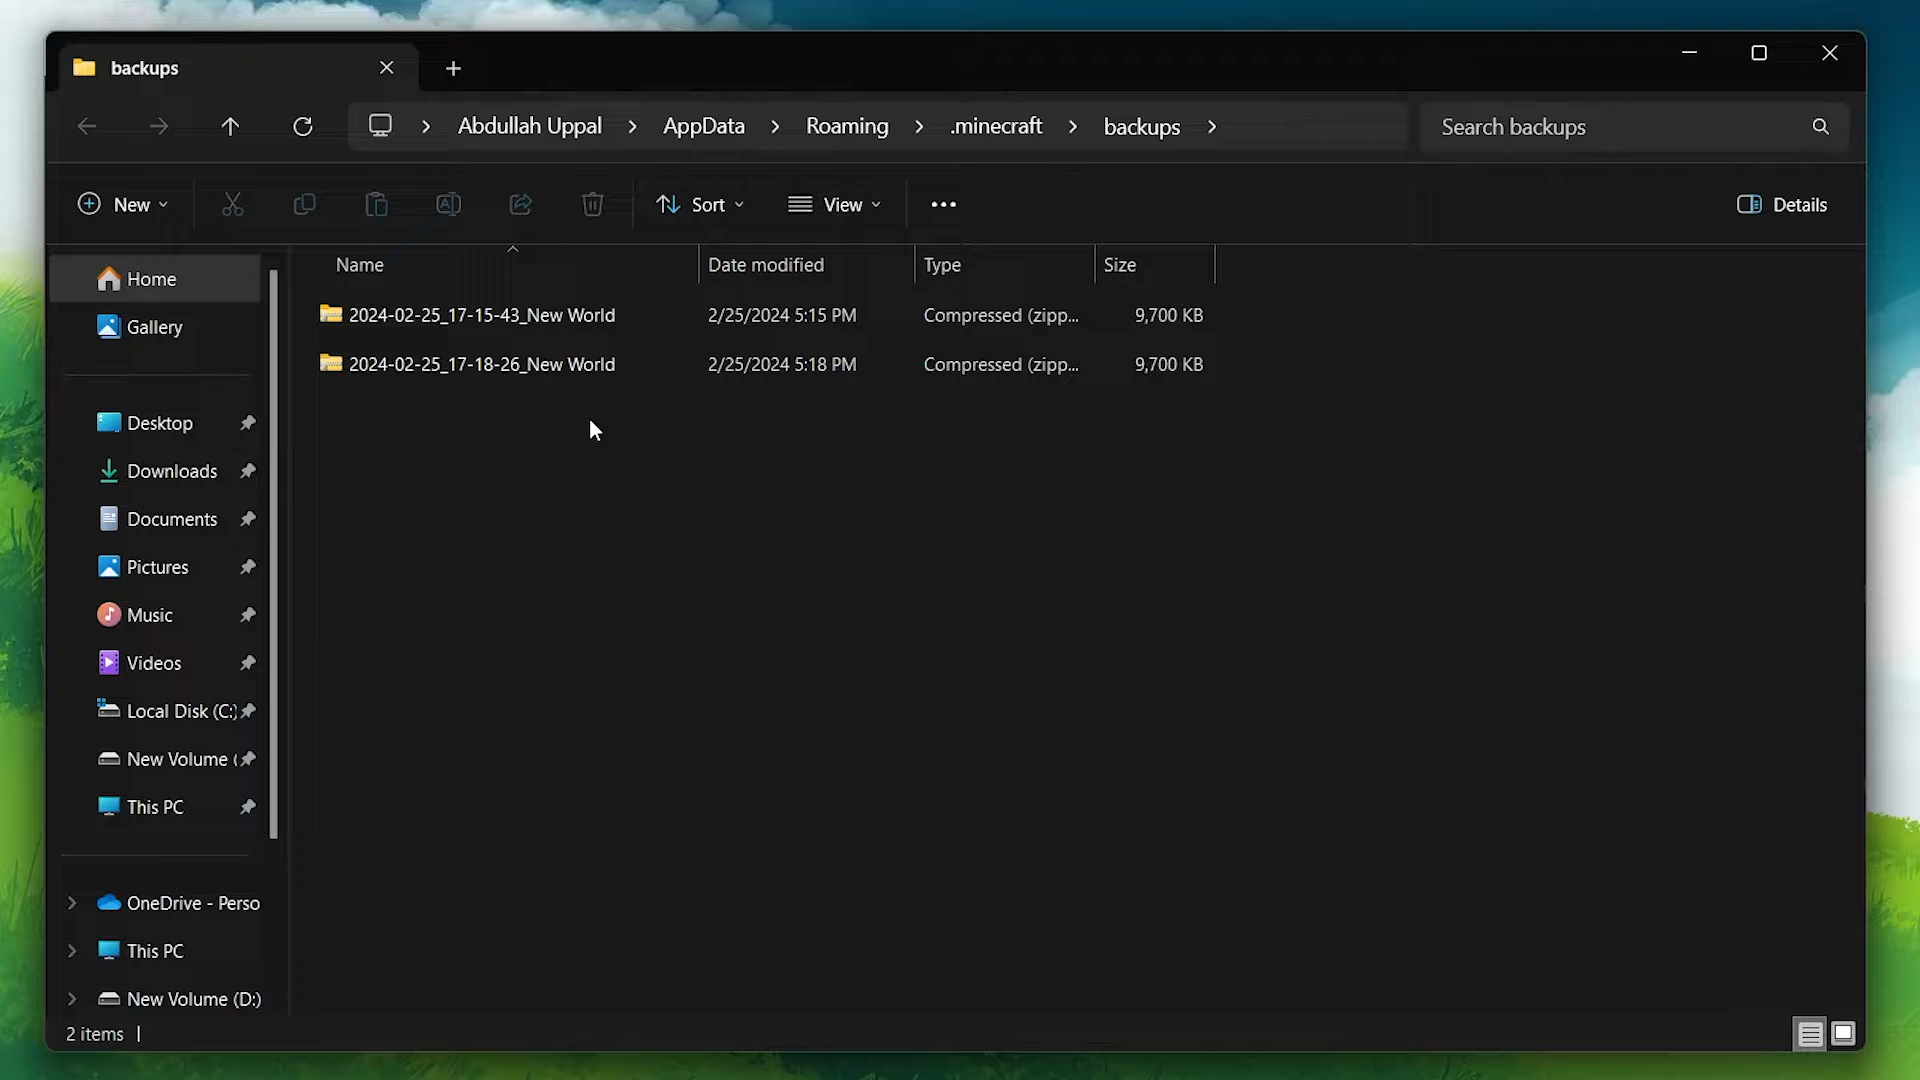 backups
Abdullah Uppal > AppData > Roaming > .minecraft > backups >
Search backups
New
Sort
View
Details
Name Date modified Type Size
2024-02-25_17-15-43_New World 2/25/2024 5:15 PM Compressed (zipp... 9,700 KB
2024-02-25_17-18-26_New World 2/25/2024 5:18 PM Compressed (zipp... 9,700 KB
Home
Gallery
Desktop
Downloads
Documents
Pictures
Music
Videos
Local Disk (C:)
New Volume (
This PC
OneDrive - Perso
This PC
New Volume (D:)
2 items